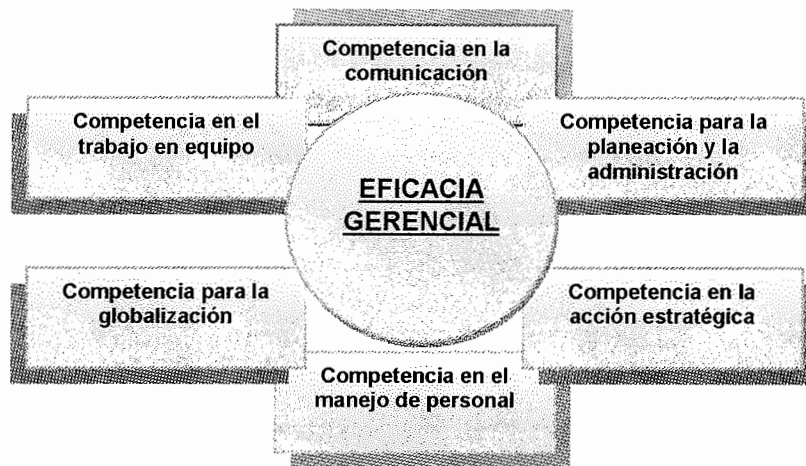 Competencia en la
comunicación
Competencia en el
trabajo en equipo
Competencia para la
planeación y la
administración
EFICACIA
GERENCIAL
Competencia para la
globalización
Competencia en la
acción estratégica
Competencia en el
manejo de personal